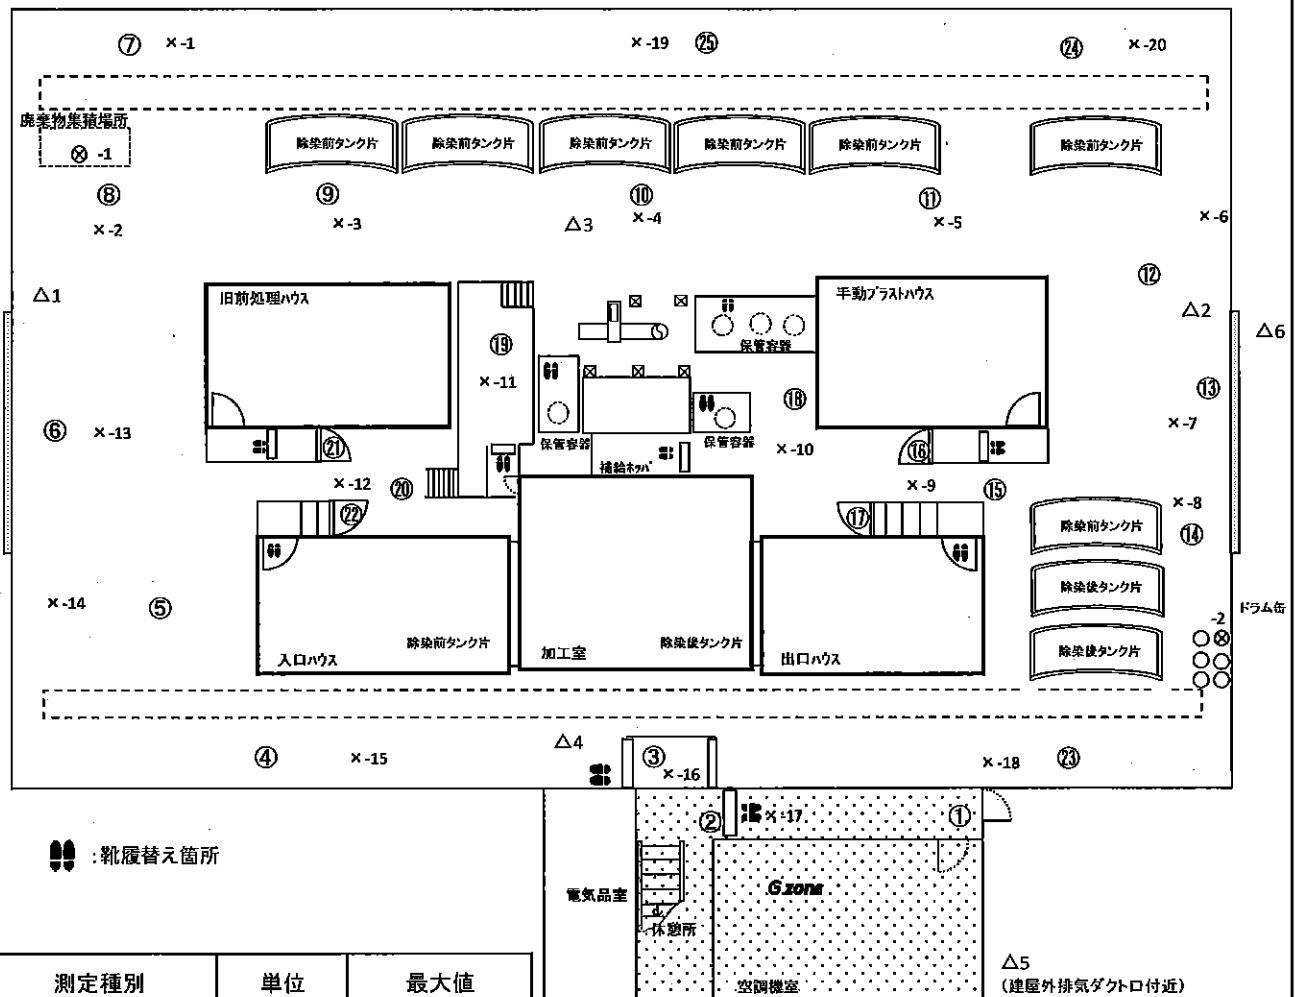 ⑦ ×-1 ×-19 ㉕ ㉔ ×-20
廃棄物集積場所
⊗ -1
除染前タンク片 除染前タンク片 除染前タンク片 除染前タンク片 除染前タンク片 除染前タンク片
⑧ ⑨ ⑩ ⑪
×-2 ×-3 △3 ×-4 ×-5 ×-6
⑫
△1 旧前処理ハウス 手動ブラストハウス
△2 △6
⑲ 保管容器
×-11 ⑱ ⑬
⑥ ×-13 ×-7
保管容器 保管容器
㉑ ×-10 ⑯
補給ホッパ
×-12 ⑳ ×-9 ⑮ ×-8
㉒ ⑰ 除染前タンク片 ⑭
除染後タンク片
×-14 ⑤ ドラム缶
-2
除染前タンク片 除染後タンク片 除染後タンク片
入口ハウス 加工室 出口ハウス
④ ×-15 △4 ③ ×-16 ×-18 ㉓
② ×-17 ①
:靴履替え箇所
電気品室 G zone
休憩所
測定種別 単位 最大値
空調機室
△5
(建屋外排気ダクト口付近)